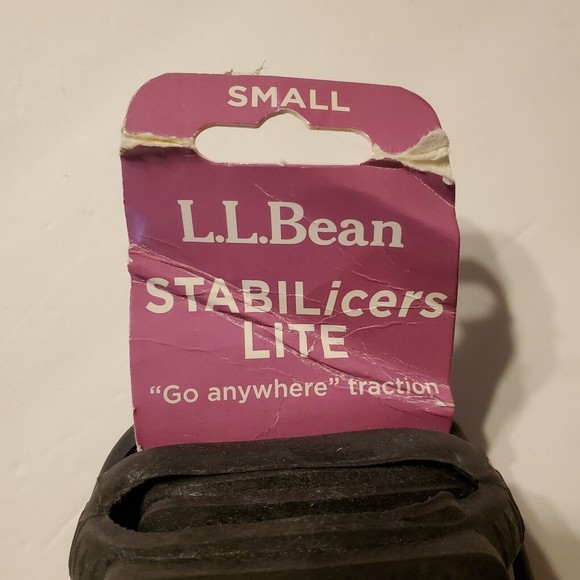 SMALL
L.L.Bean
STABILicers
LITE
“Go anywhere” traction